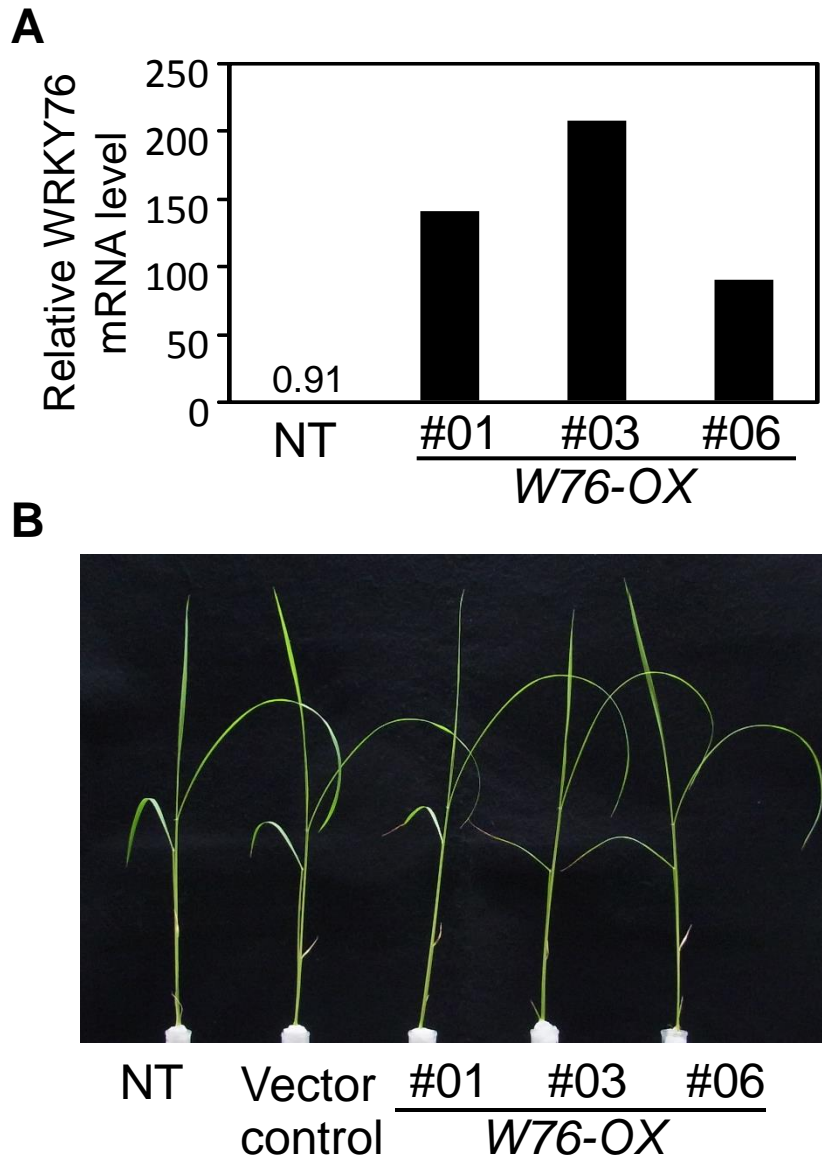 A
Relative WRKY76
mRNA level
250
200
150
100
50
0
0.91
NT
#01
#03
#06
W76-OX
B
NT
Vector
control
#01
#03
#06
W76-OX